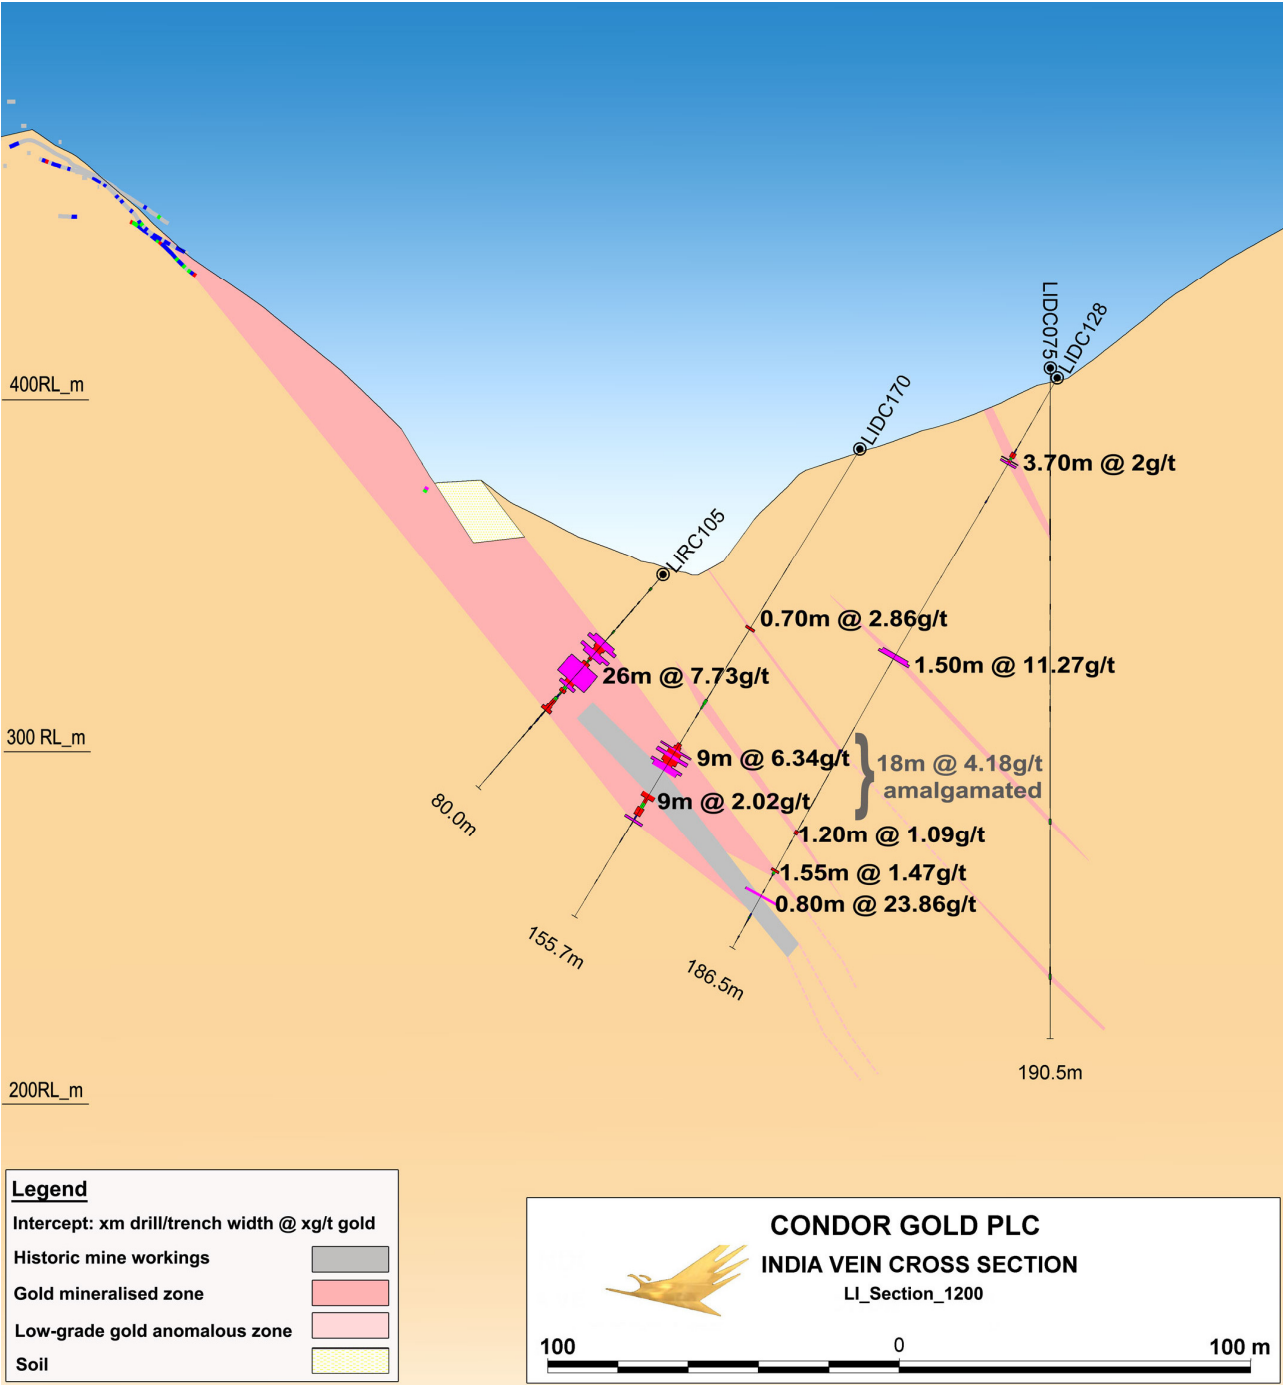 LIDC075
LIDC128
400RL_m
LIDC170
3.70m @ 2g/t
LIRC105
0.70m @ 2.86g/t
1.50m @ 11.27g/t
26m @ 7.73g/t
300 RL_m
9m @ 6.34g/t
} 18m @ 4.18g/t
amalgamated
9m @ 2.02g/t
80.0m
1.20m @ 1.09g/t
1.55m @ 1.47g/t
0.80m @ 23.86g/t
155.7m
186.5m
190.5m
200RL_m
Legend
Intercept: xm drill/trench width @ xg/t gold
Historic mine workings
Gold mineralised zone
Low-grade gold anomalous zone
Soil
CONDOR GOLD PLC
INDIA VEIN CROSS SECTION
LI_Section_1200
100 0 100 m